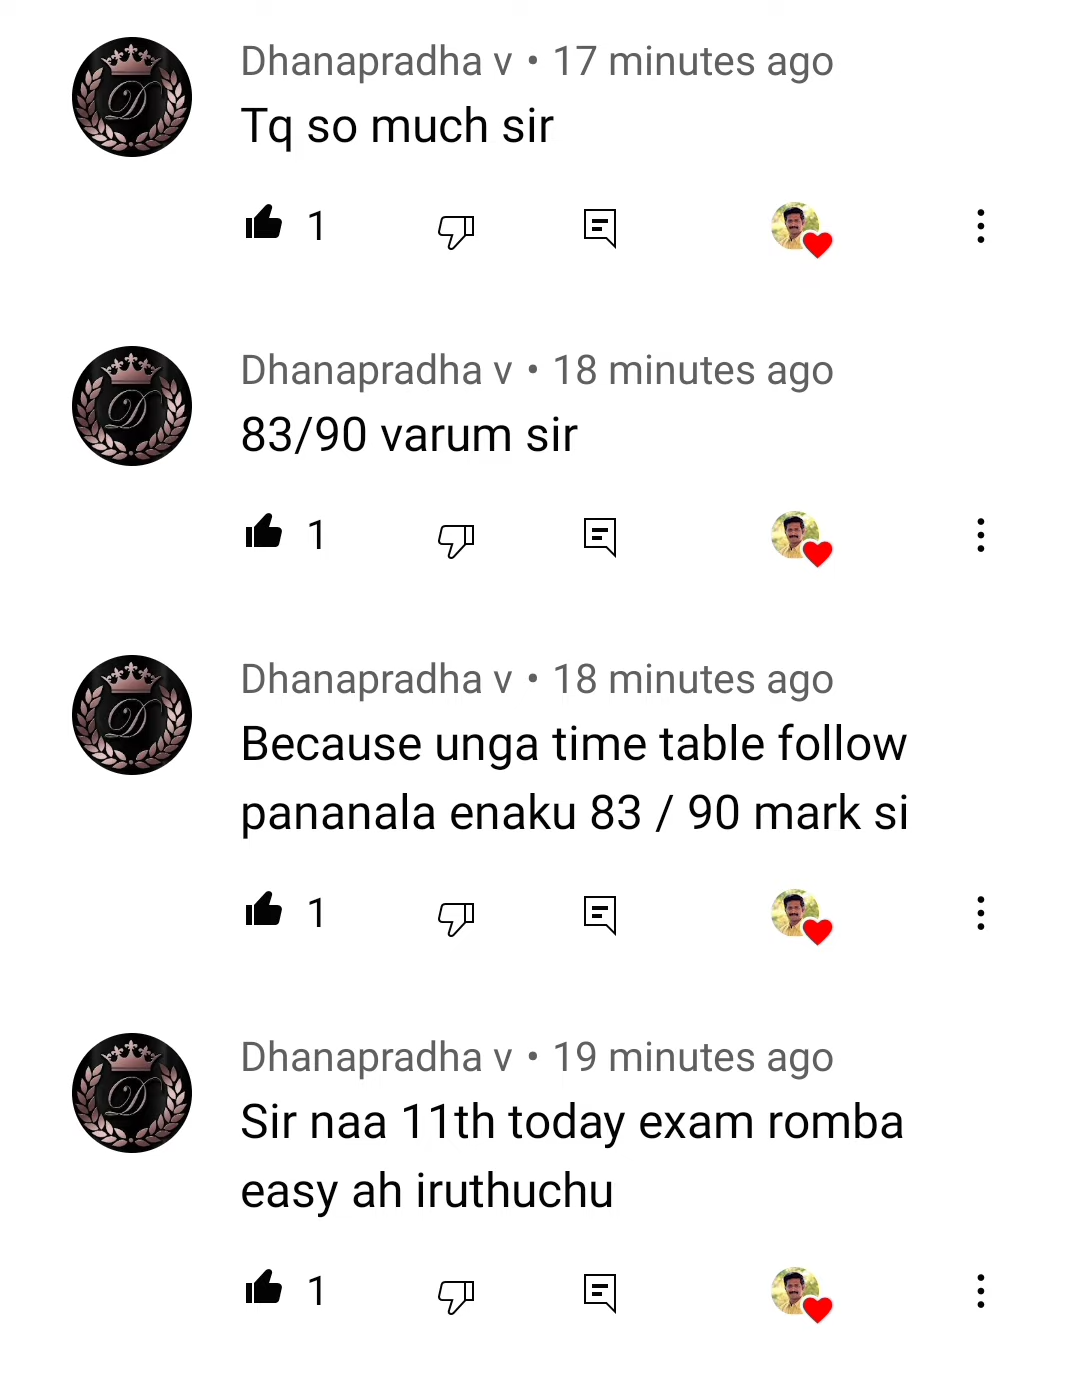 Dhanapradha v • 17 minutes ago
Tq so much sir
1
Dhanapradha v • 18 minutes ago
83/90 varum sir
1
Dhanapradha v • 18 minutes ago
Because unga time table follow
pananala enaku 83 / 90 mark si
1
Dhanapradha v • 19 minutes ago
Sir naa 11th today exam romba
easy ah iruthuchu
1